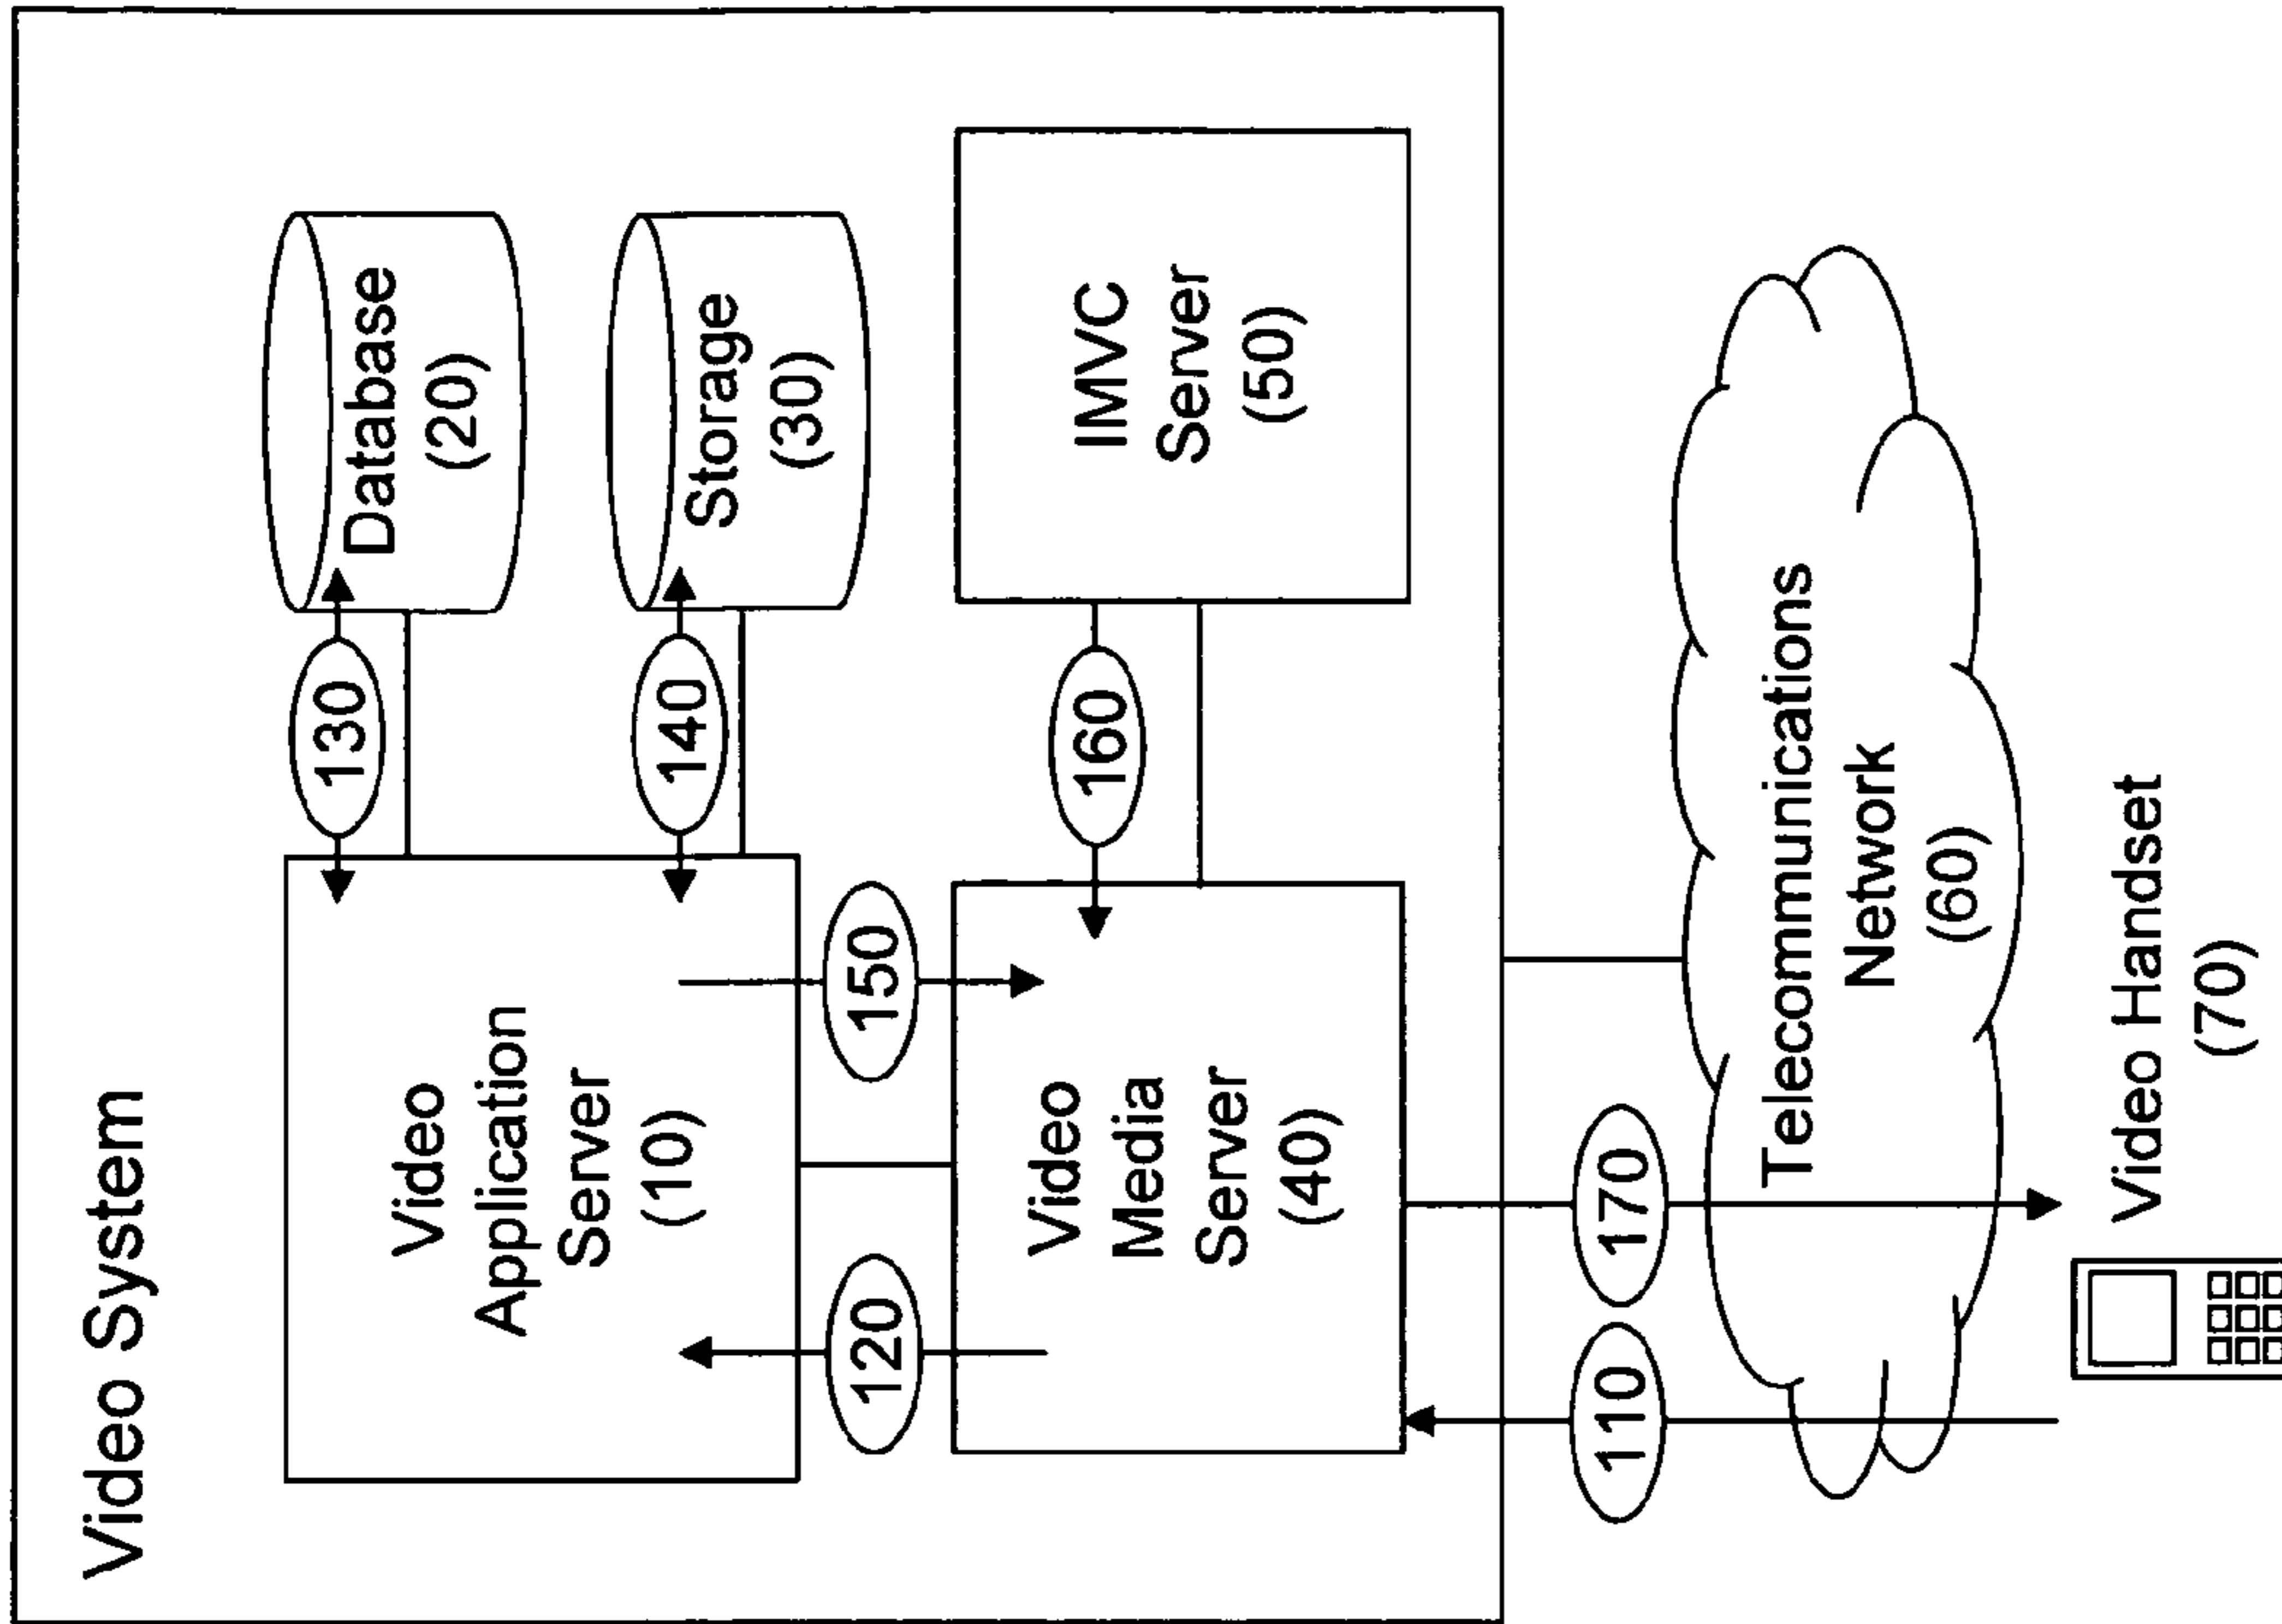 Video System
Video
Application
Server
(10)
130
Database
(20)
140
Storage
(30)
120
150
Video
Media
Server
(40)
160
IMVC
Server
(50)
110
170
Telecommunications
Network
(60)
Video Handset
(70)